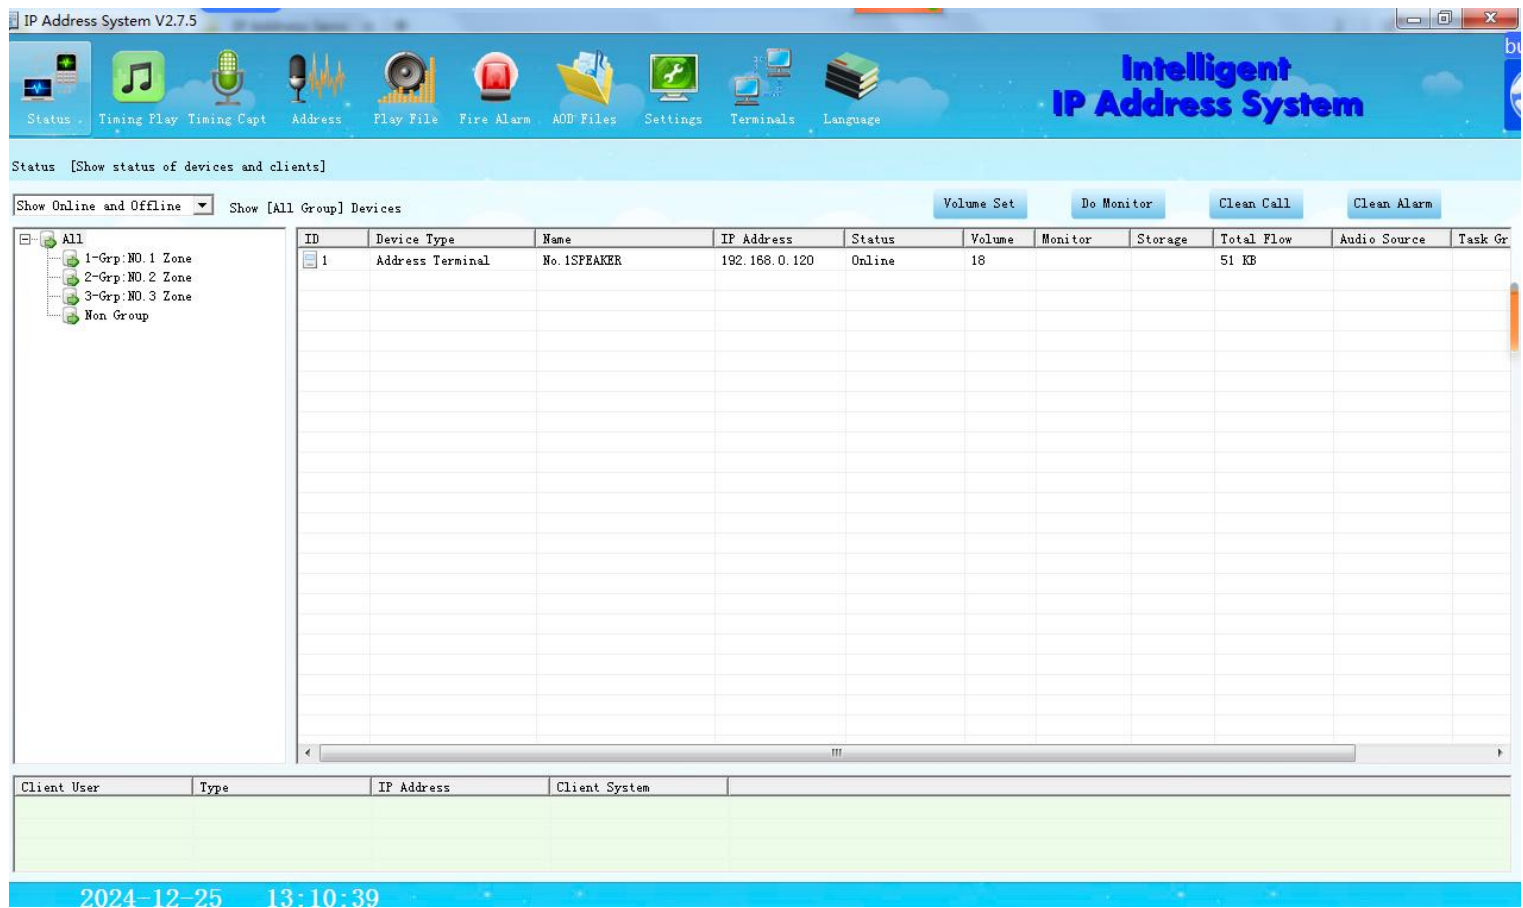 IP Address System V2.7.5
Intelligent
IP Address System
Status Timing Play Timing Capt Address Play File Fire Alarm AOD Files Settings Terminals Language
Status [Show status of devices and clients]
Show Online and Offline Show [All Group] Devices Volume Set Do Monitor Clean Call Clean Alarm
All
1-Grp:NO.1 Zone
2-Grp:NO.2 Zone
3-Grp:NO.3 Zone
Non Group
ID Device Type Name IP Address Status Volume Monitor Storage Total Flow Audio Source Task Gr
1 Address Terminal No.1SPEAKER 192.168.0.120 Online 18 51 KB
Client User Type IP Address Client System
2024-12-25 13:10:39